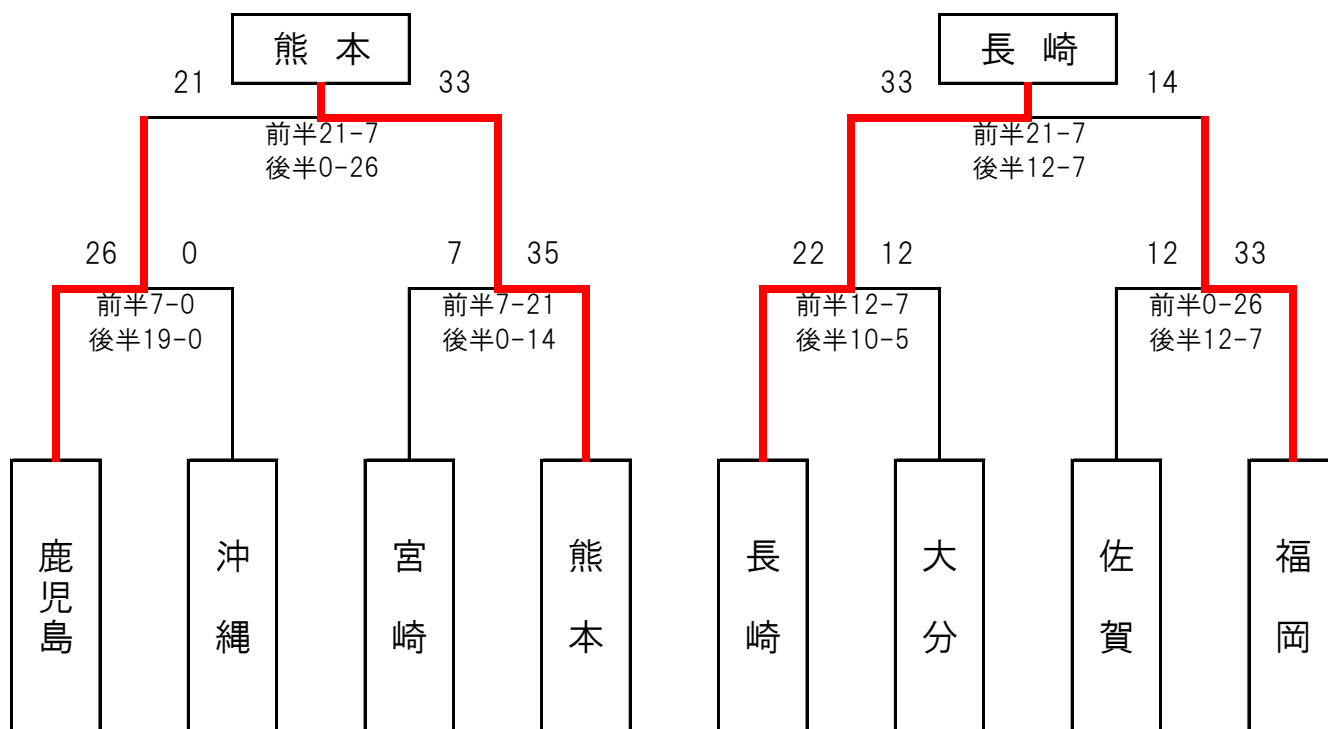 熊本
長崎
21
33
33
14
前半21-7
後半0-26
前半21-7
後半12-7
26
0
7
35
22
12
12
33
前半7-0
後半19-0
前半7-21
後半0-14
前半12-7
後半10-5
前半0-26
後半12-7
鹿児島
沖縄
宮崎
熊本
長崎
大分
佐賀
福岡